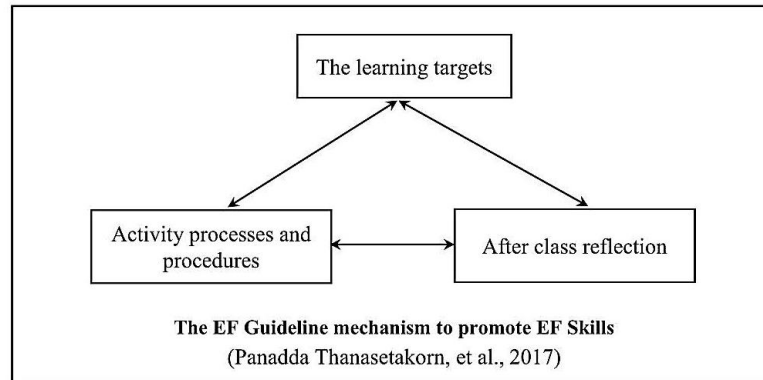 The learning targets
Activity processes and
procedures
After class reflection
The EF Guideline mechanism to promote EF Skills
(Panadda Thanasetakorn, et al., 2017)